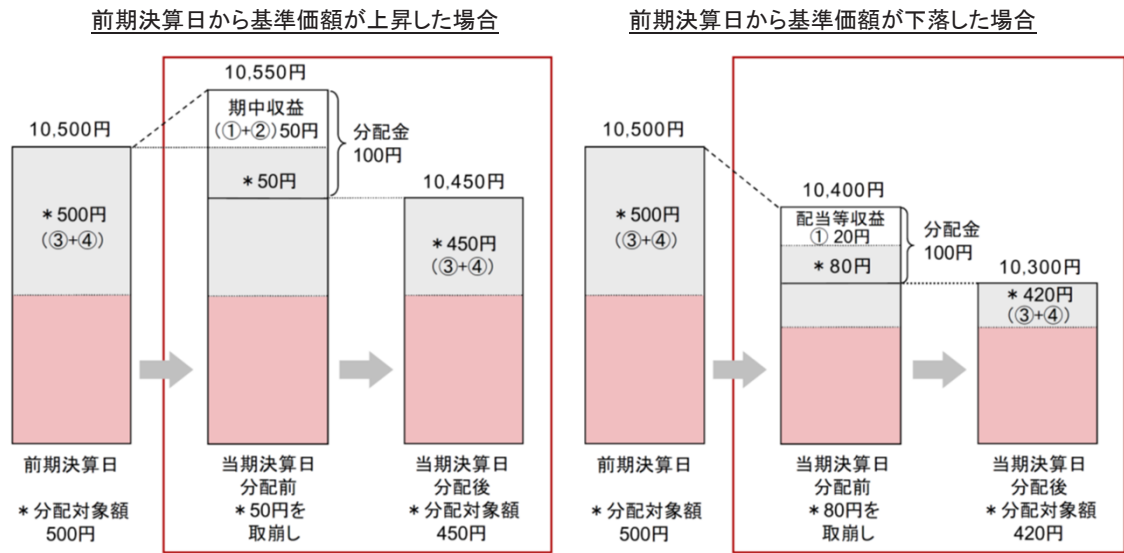 前期決算日から基準価額が上昇した場合
10,550円
期中収益
(①+②)50円
10,500円
分配金
100円
*50円
10,450円
*500円
(③+④)
*450円
(③+④)
前期決算日
*分配対象額
500円
当期決算日
分配前
*50円を
取崩し
当期決算日
分配後
*分配対象額
450円
前期決算日から基準価額が下落した場合
10,500円
10,400円
配当等収益
① 20円
分配金
100円
*500円
(③+④)
*80円
10,300円
*420円
(③+④)
前期決算日
*分配対象額
500円
当期決算日
分配前
*80円を
取崩し
当期決算日
分配後
*分配対象額
420円